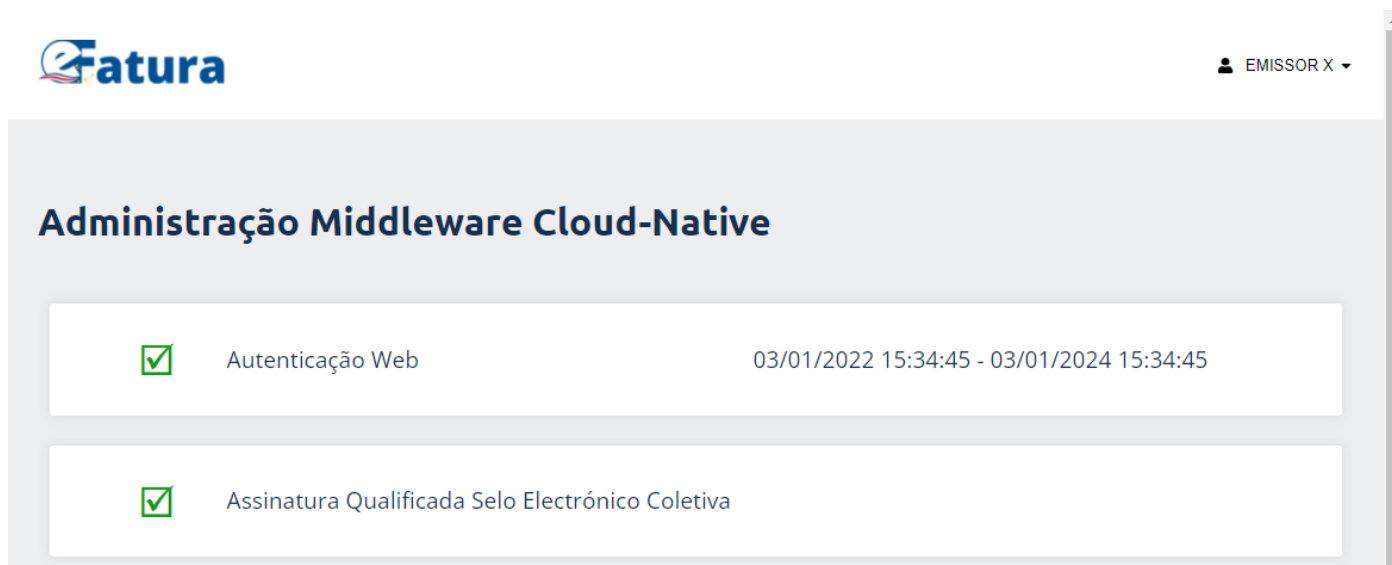 eFatura
EMISSOR X
Administração Middleware Cloud-Native
Autenticação Web 03/01/2022 15:34:45 - 03/01/2024 15:34:45
Assinatura Qualificada Selo Electrónico Coletiva